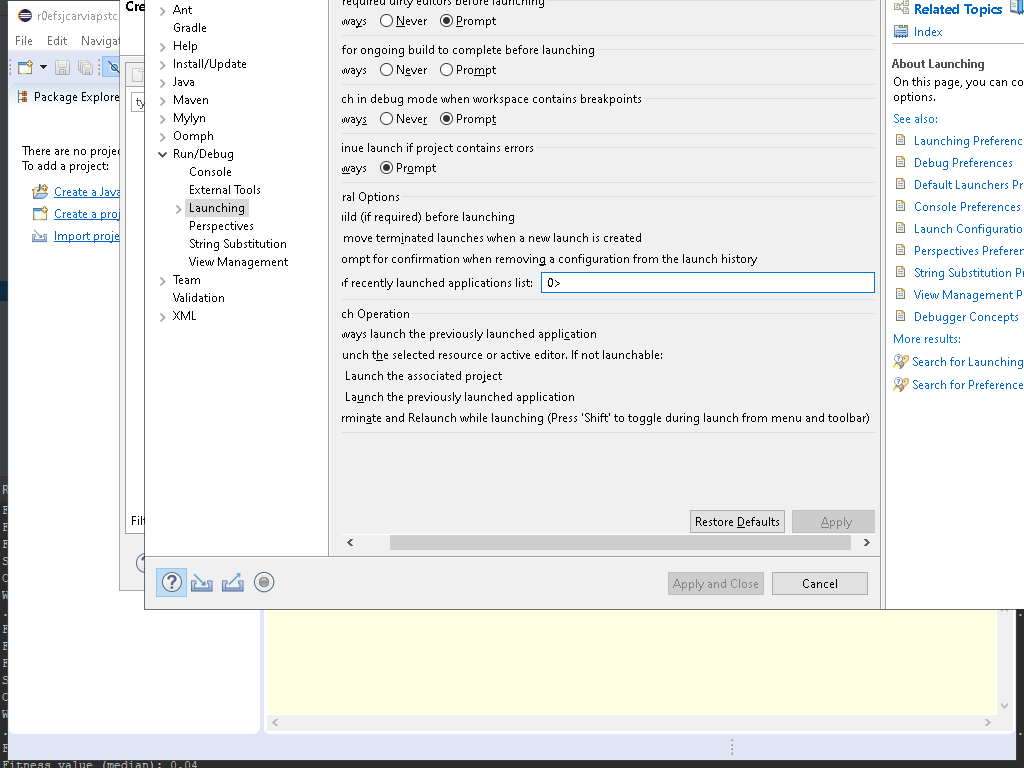 r0efsjcarviapstc
File Edit Navigat
Package Explore
There are no projec
To add a project:
Create a Java
Create a proj
Import proje
Cre
ty
Filt
Ant
Gradle
Help
Install/Update
Java
Maven
Mylyn
Oomph
Run/Debug
Console
External Tools
Launching
Perspectives
String Substitution
View Management
Team
Validation
XML
required dirty editors before launching
ways Never Prompt
for ongoing build to complete before launching
ways Never Prompt
ch in debug mode when workspace contains breakpoints
ways Never Prompt
inue launch if project contains errors
ways Prompt
ral Options
uild (if required) before launching
move terminated launches when a new launch is created
ompt for confirmation when removing a configuration from the launch history
of recently launched applications list: 0>
ch Operation
ways launch the previously launched application
unch the selected resource or active editor. If not launchable:
Launch the associated project
Launch the previously launched application
rminate and Relaunch while launching (Press 'Shift' to toggle during launch from menu and toolbar)
Restore Defaults Apply
Apply and Close Cancel
Related Topics
Index
About Launching
On this page, you can co
options.
See also:
Launching Preferenc
Debug Preferences
Default Launchers Pr
Console Preferences
Launch Configuratio
Perspectives Preferen
String Substitution P
View Management P
Debugger Concepts
More results:
Search for Launching
Search for Preference
Fitness value (median): 0.04